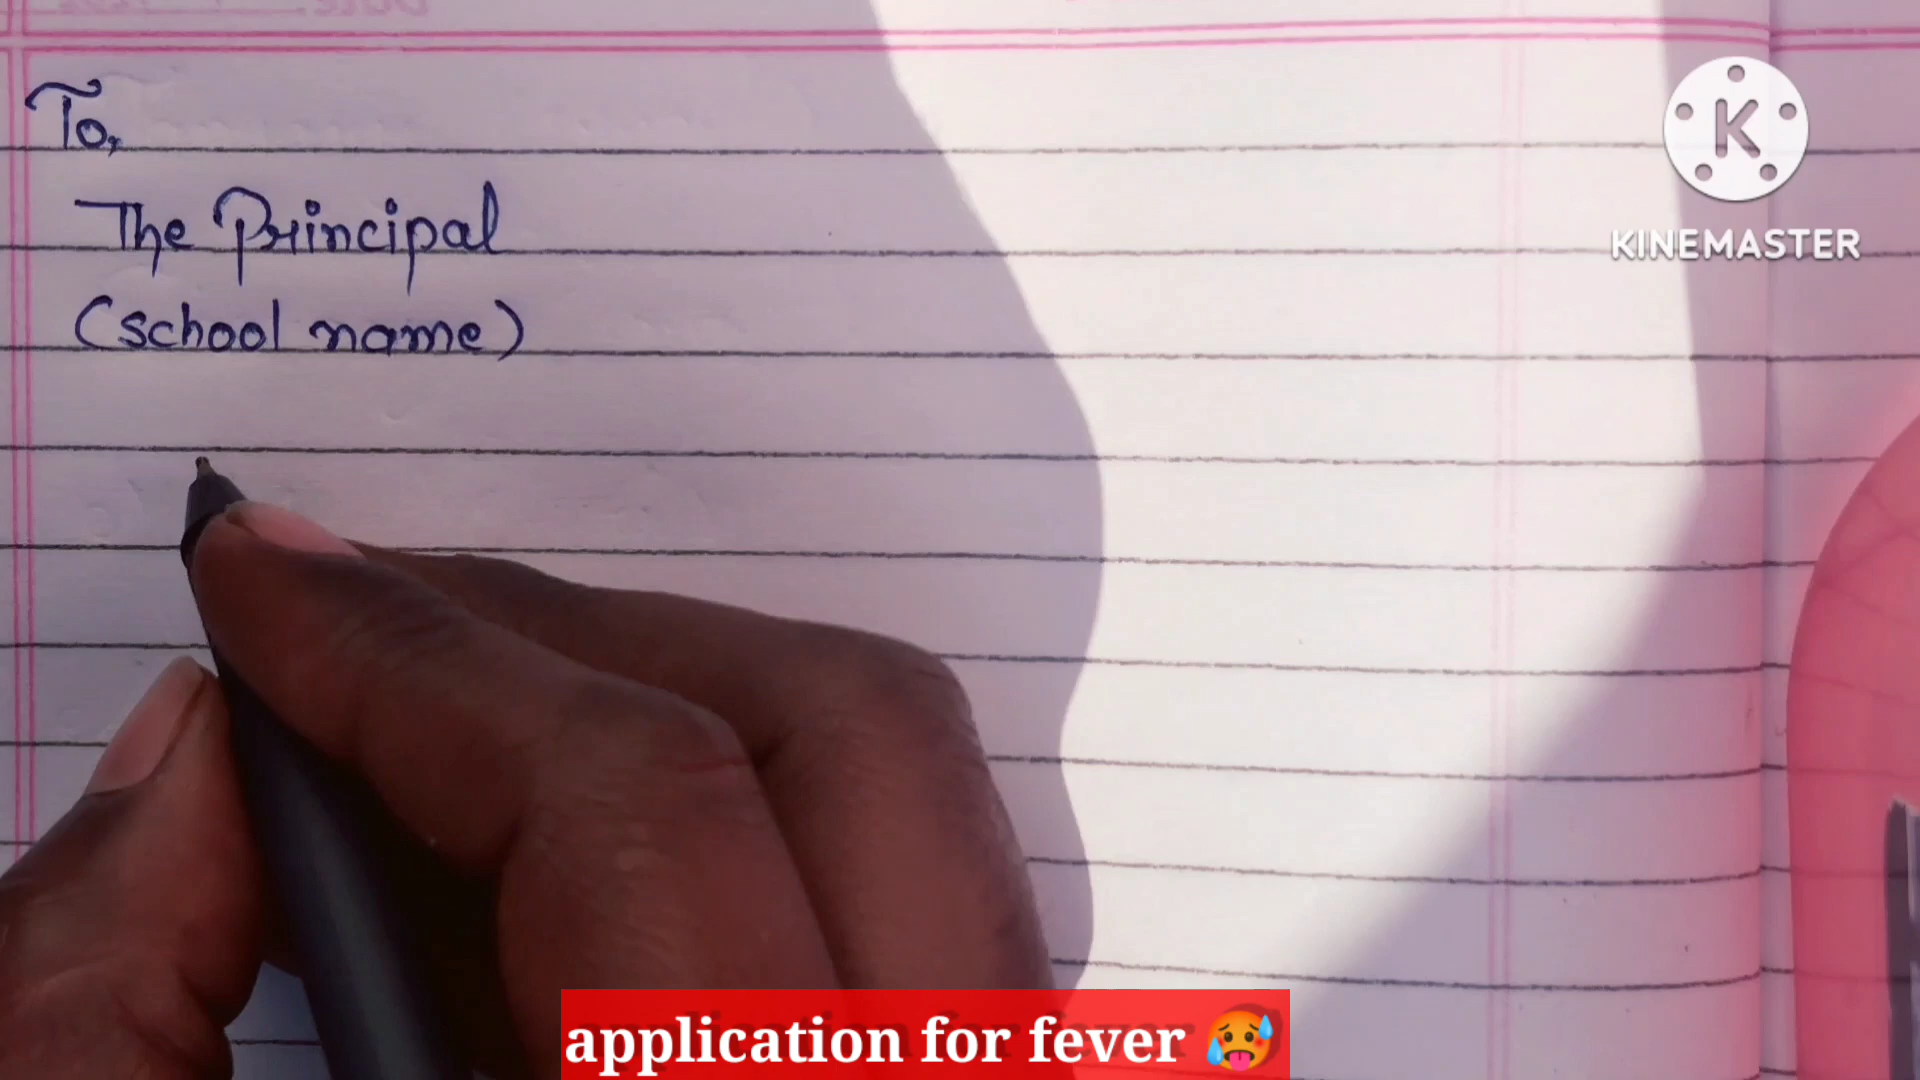 To,
The Principal
(school name)
K
KINEMASTER
application for fever 🥵